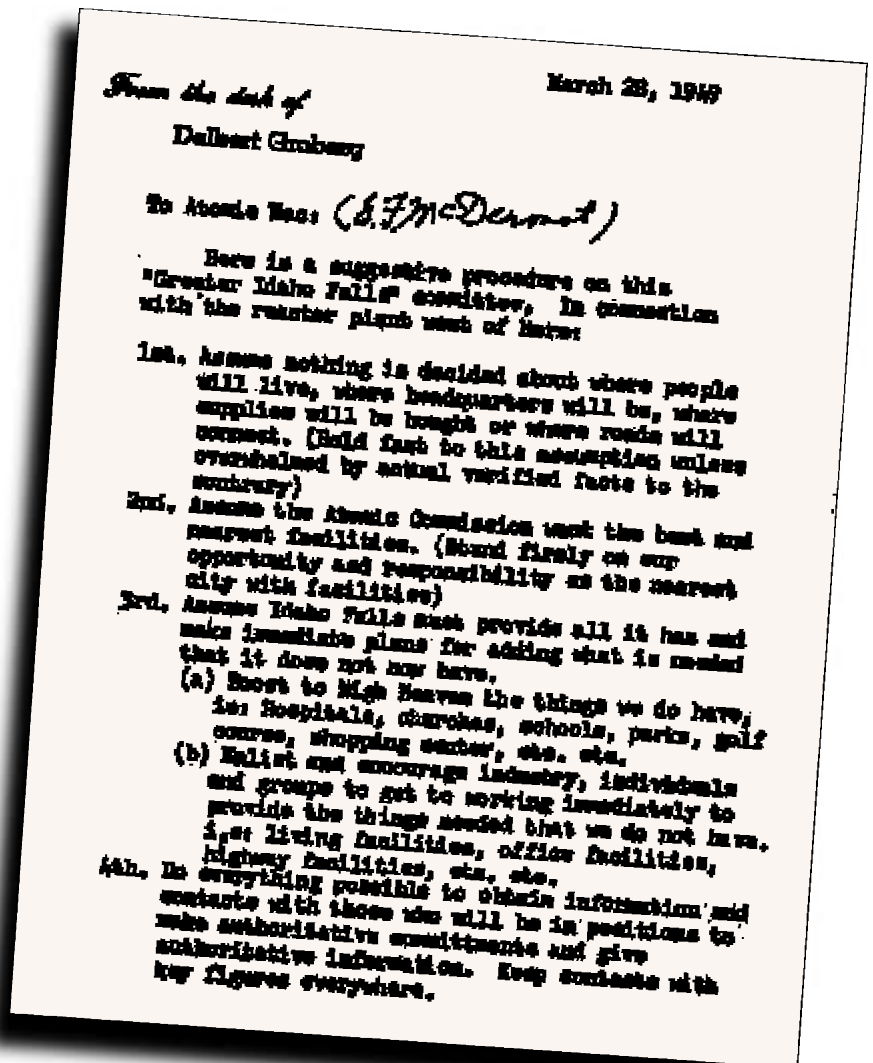 March 28, 1949
From the desk of
Delbert Groberg
To Atomic Mac: (E.F McDermott)
Here is a suggestive procedure on this
"Greater Idaho Falls" committee, In connection
with the reactor plant west of Here:
1st. Assume nothing is decided about where people
will live, where headquarters will be, where
supplies will be bought or where roads will
connect. (Hold fast to this assumption unless
overwhelmed by actual verified facts to the
contrary)
2nd. Assume the Atomic Commission want the best and
nearest facilities. (Stand firmly on our
opportunity and responsibility as the nearest
city with facilities)
3rd. Assume Idaho Falls must provide all it has and
make immediate plans for adding what is needed
that it does not now have.
(a) Boost to High Heaven the things we do have,
ie: Hospitals, churches, schools, parks, golf
course, shopping center, etc. etc.
(b) Enlist and encourage industry, individuals
and groups to get to working immediately to
provide the things needed that we do not have.
i.e: living facilities, office facilities,
highway facilities, etc. etc.
4th. Do everything possible to obtain information and
contacts with those who will be in positions to
make authoritative committments and give
authoritative information. Keep contacts with
key figures everywhere.